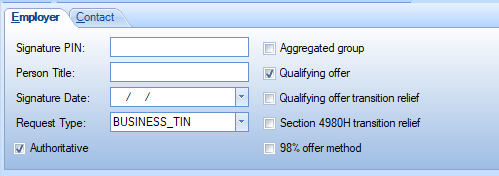 Employer Contact
Signature PIN: Aggregated group
Person Title: Qualifying offer
Signature Date: / / Qualifying offer transition relief
Request Type: BUSINESS_TIN Section 4980H transition relief
Authoritative 98% offer method